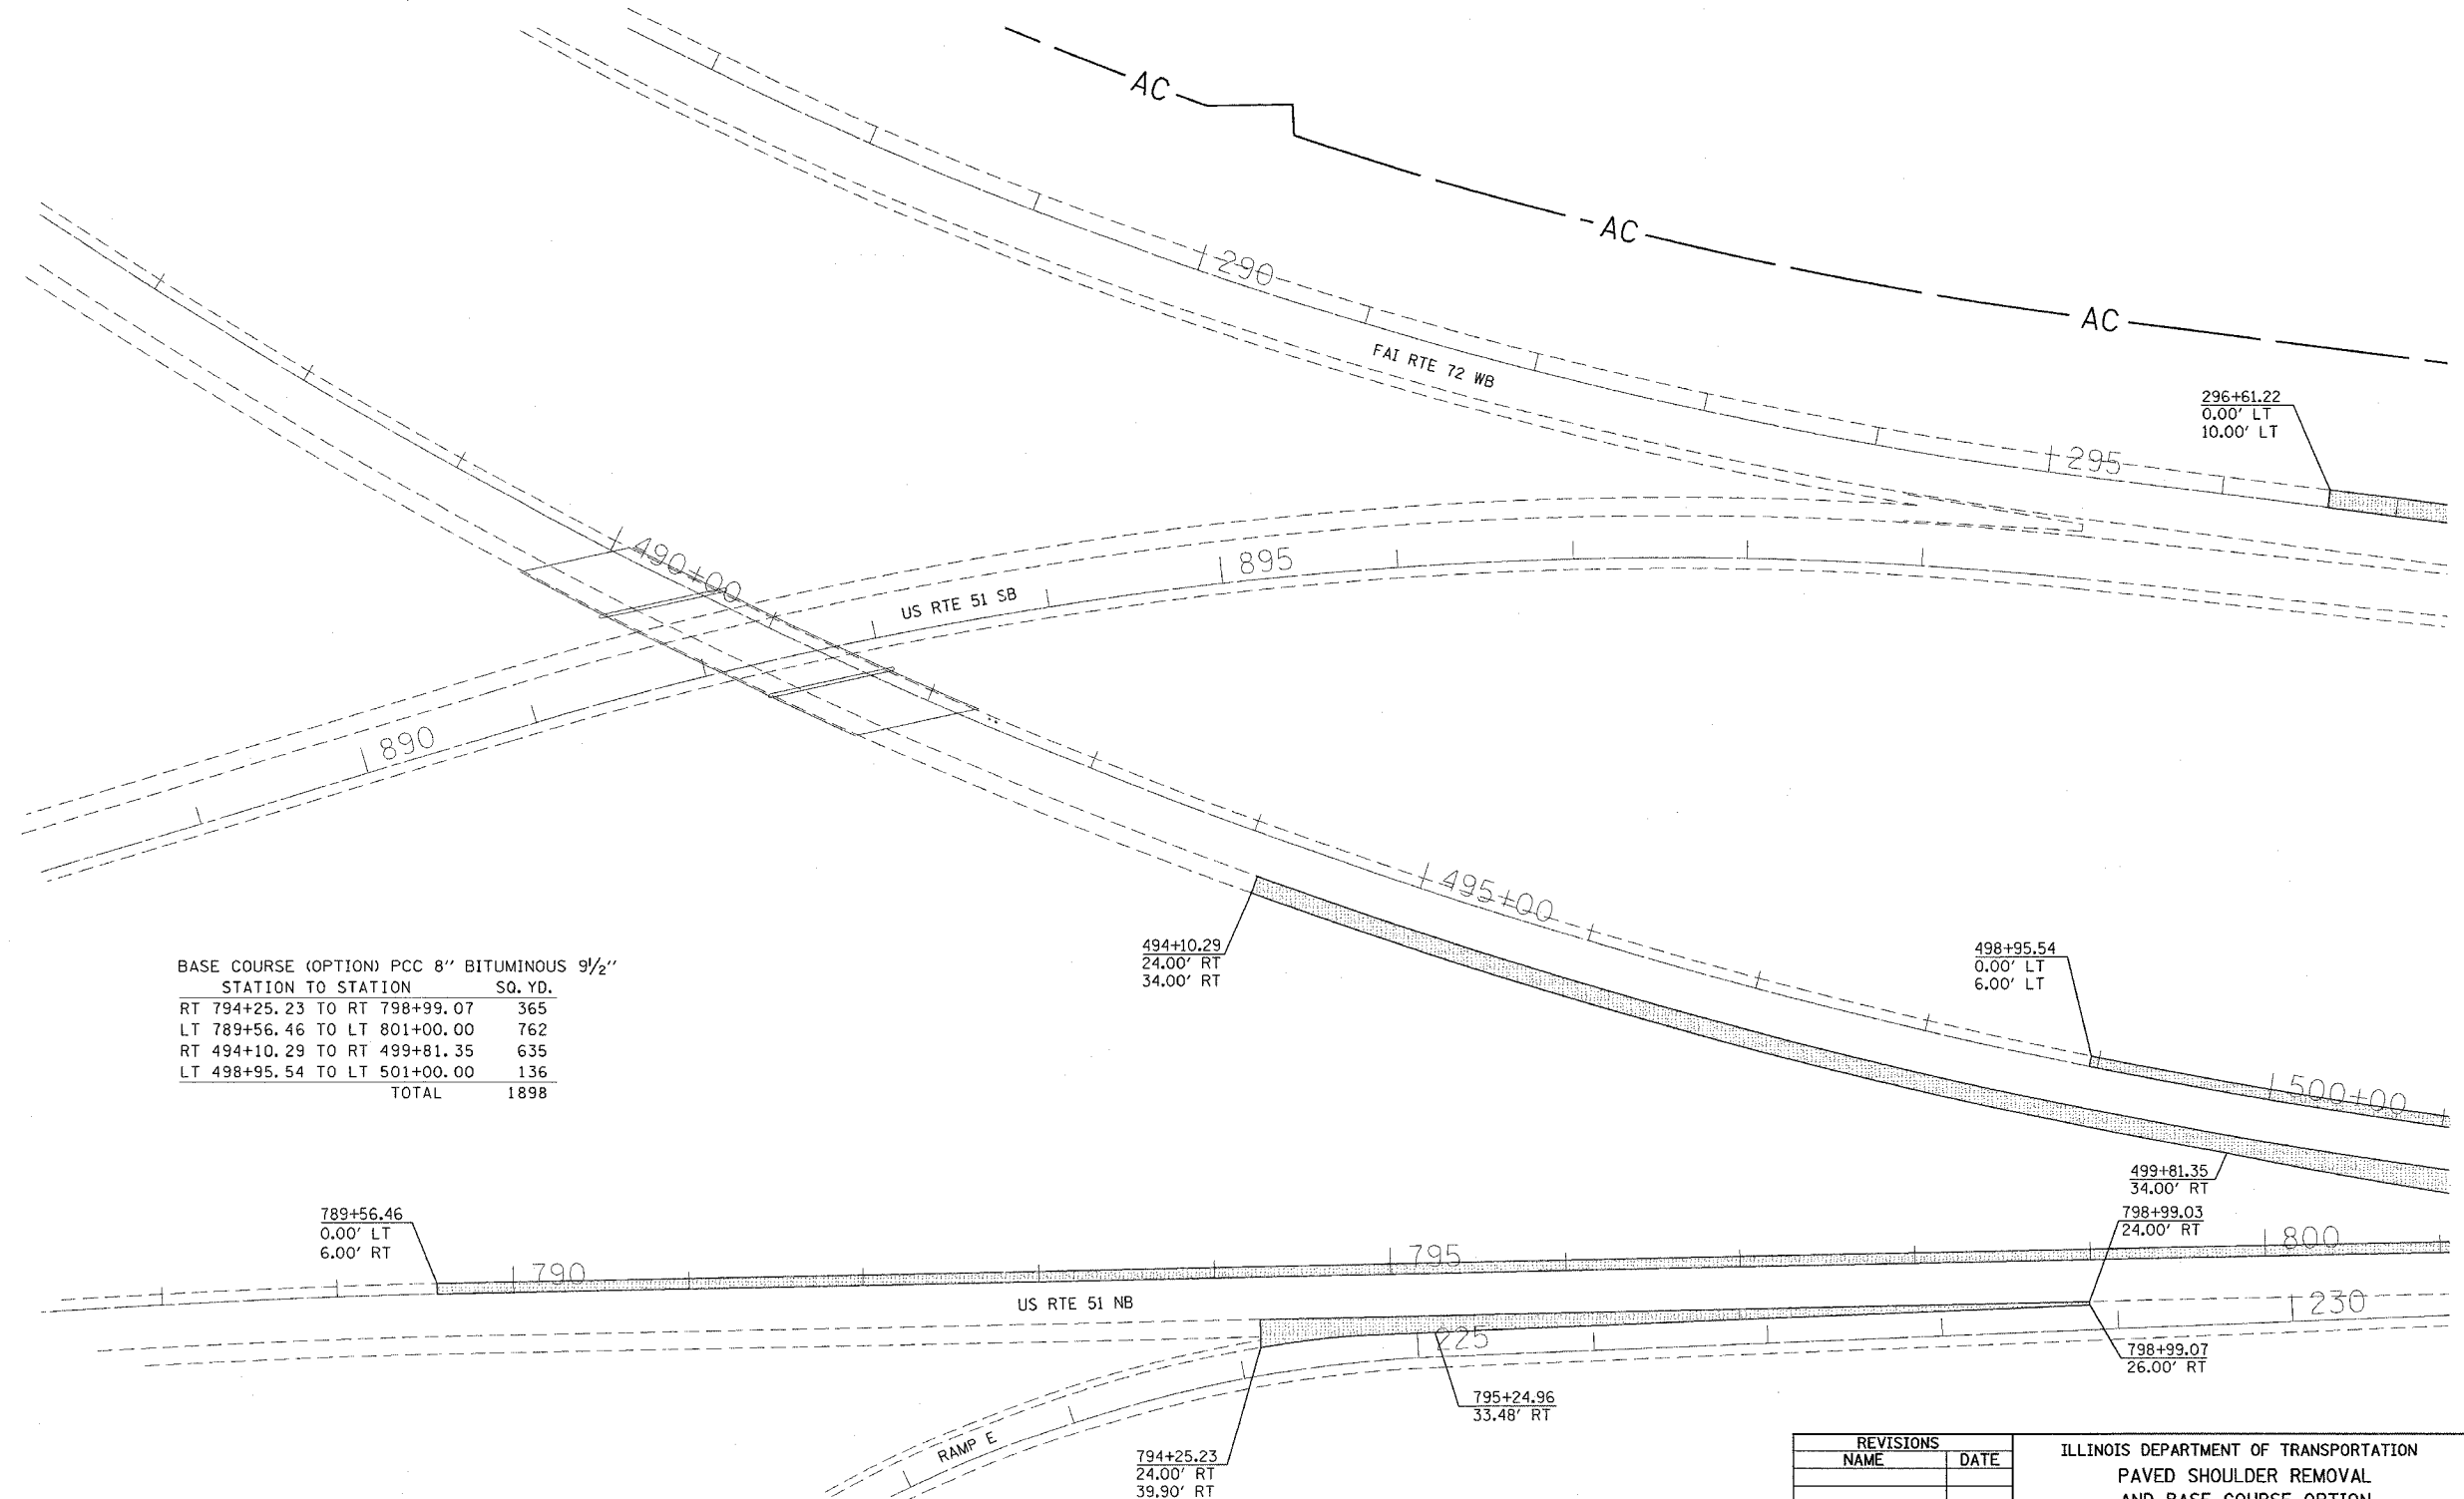 AC
AC
AC
290
FAI RTE 72 WB
296+61.22
0.00' LT
10.00' LT
295
490+00
895
US RTE 51 SB
890
495+00
494+10.29
24.00' RT
34.00' RT
498+95.54
0.00' LT
6.00' LT
BASE COURSE (OPTION) PCC 8" BITUMINOUS 9½"
STATION TO STATION SQ. YD.
RT 794+25.23 TO RT 798+99.07 365
LT 789+56.46 TO LT 801+00.00 762
RT 494+10.29 TO RT 499+81.35 635
LT 498+95.54 TO LT 501+00.00 136
TOTAL 1898
500+00
499+81.35
34.00' RT
789+56.46
0.00' LT
6.00' RT
798+99.03
24.00' RT
790
795
800
US RTE 51 NB
225
230
798+99.07
26.00' RT
795+24.96
33.48' RT
RAMP E
794+25.23
24.00' RT
39.90' RT
REVISIONS
NAME DATE
ILLINOIS DEPARTMENT OF TRANSPORTATION
PAVED SHOULDER REMOVAL
AND BASE COURSE OPTION